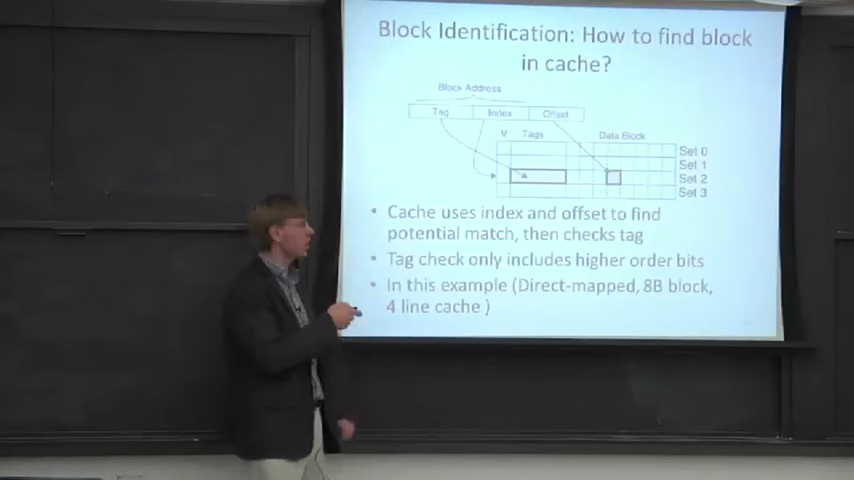 Block Identification: How to find block
in cache?
Block Address
Tag Index Offset
V Tags Data Block
Set 0
Set 1
Set 2
Set 3
• Cache uses index and offset to find
potential match, then checks tag
• Tag check only includes higher order bits
• In this example (Direct-mapped, 8B block,
4 line cache )